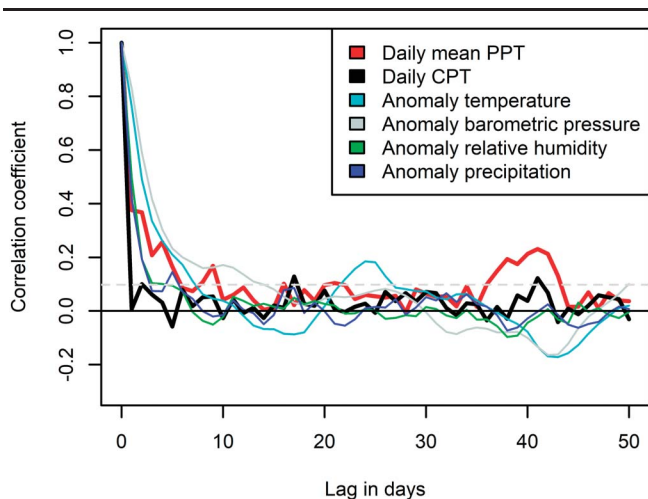 Correlation coefficient
1.0
0.8
0.6
0.4
0.2
0.0
-0.2
Daily mean PPT
Daily CPT
Anomaly temperature
Anomaly barometric pressure
Anomaly relative humidity
Anomaly precipitation
0 10 20 30 40 50
Lag in days